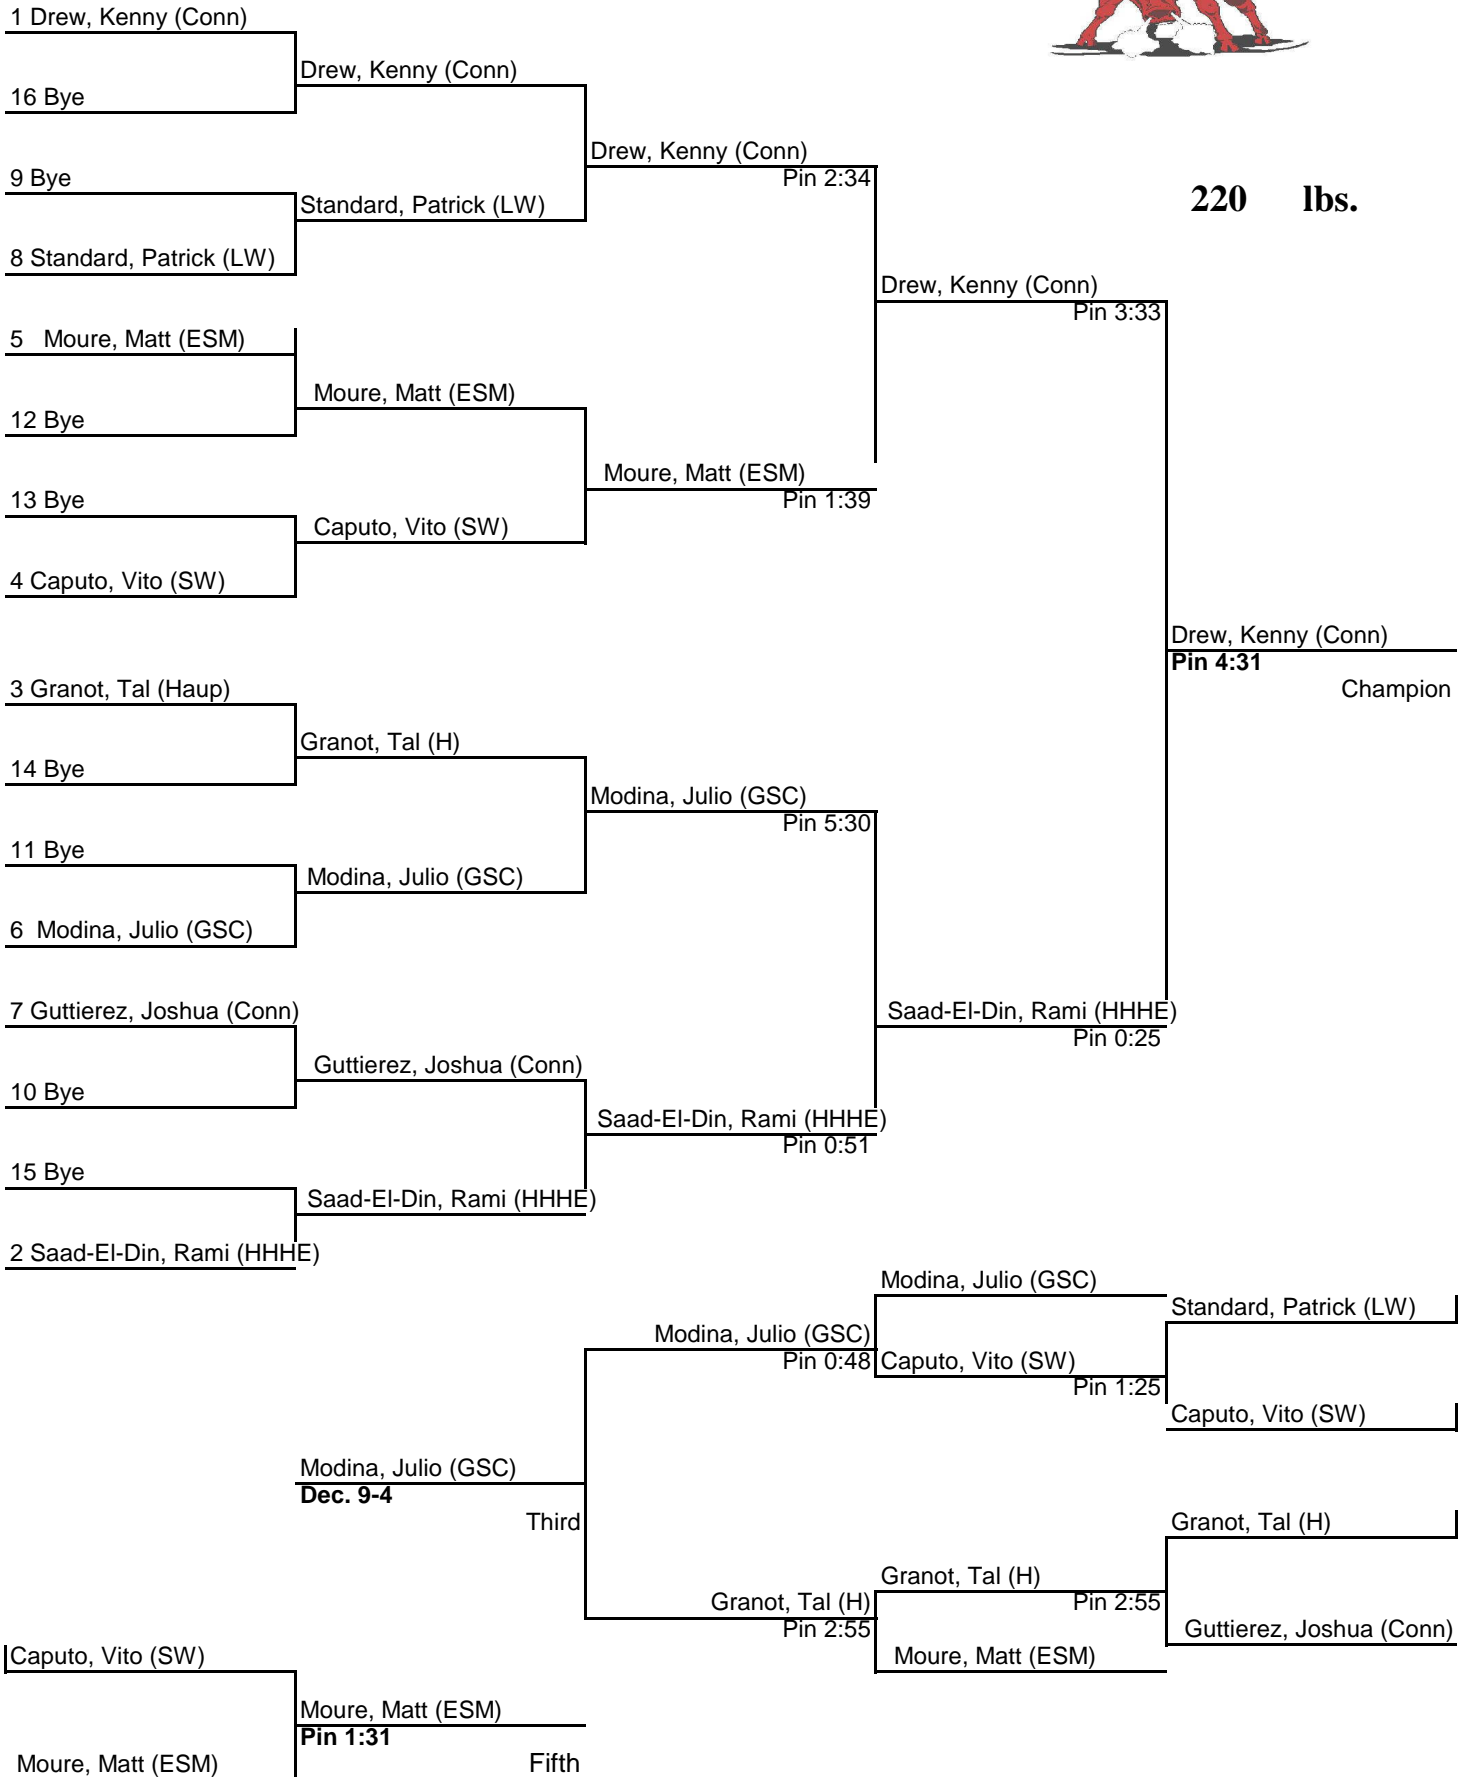 1 Drew, Kenny (Conn)
Drew, Kenny (Conn)
16 Bye
Drew, Kenny (Conn)
Pin 2:34
9 Bye
220 lbs.
Standard, Patrick (LW)
8 Standard, Patrick (LW)
Drew, Kenny (Conn)
Pin 3:33
5 Moure, Matt (ESM)
Moure, Matt (ESM)
12 Bye
Moure, Matt (ESM)
Pin 1:39
13 Bye
Caputo, Vito (SW)
4 Caputo, Vito (SW)
Drew, Kenny (Conn)
Pin 4:31
Champion
3 Granot, Tal (Haup)
Granot, Tal (H)
14 Bye
Modina, Julio (GSC)
Pin 5:30
11 Bye
Modina, Julio (GSC)
6 Modina, Julio (GSC)
7 Guttierez, Joshua (Conn)
Saad-El-Din, Rami (HHHE)
Pin 0:25
Guttierez, Joshua (Conn)
10 Bye
Saad-El-Din, Rami (HHHE)
Pin 0:51
15 Bye
Saad-El-Din, Rami (HHHE)
2 Saad-El-Din, Rami (HHHE)
Modina, Julio (GSC)
Standard, Patrick (LW)
Modina, Julio (GSC)
Pin 0:48
Caputo, Vito (SW)
Pin 1:25
Caputo, Vito (SW)
Modina, Julio (GSC)
Dec. 9-4
Third
Granot, Tal (H)
Granot, Tal (H)
Pin 2:55
Granot, Tal (H)
Pin 2:55
Guttierez, Joshua (Conn)
Moure, Matt (ESM)
Caputo, Vito (SW)
Moure, Matt (ESM)
Pin 1:31
Fifth
Moure, Matt (ESM)